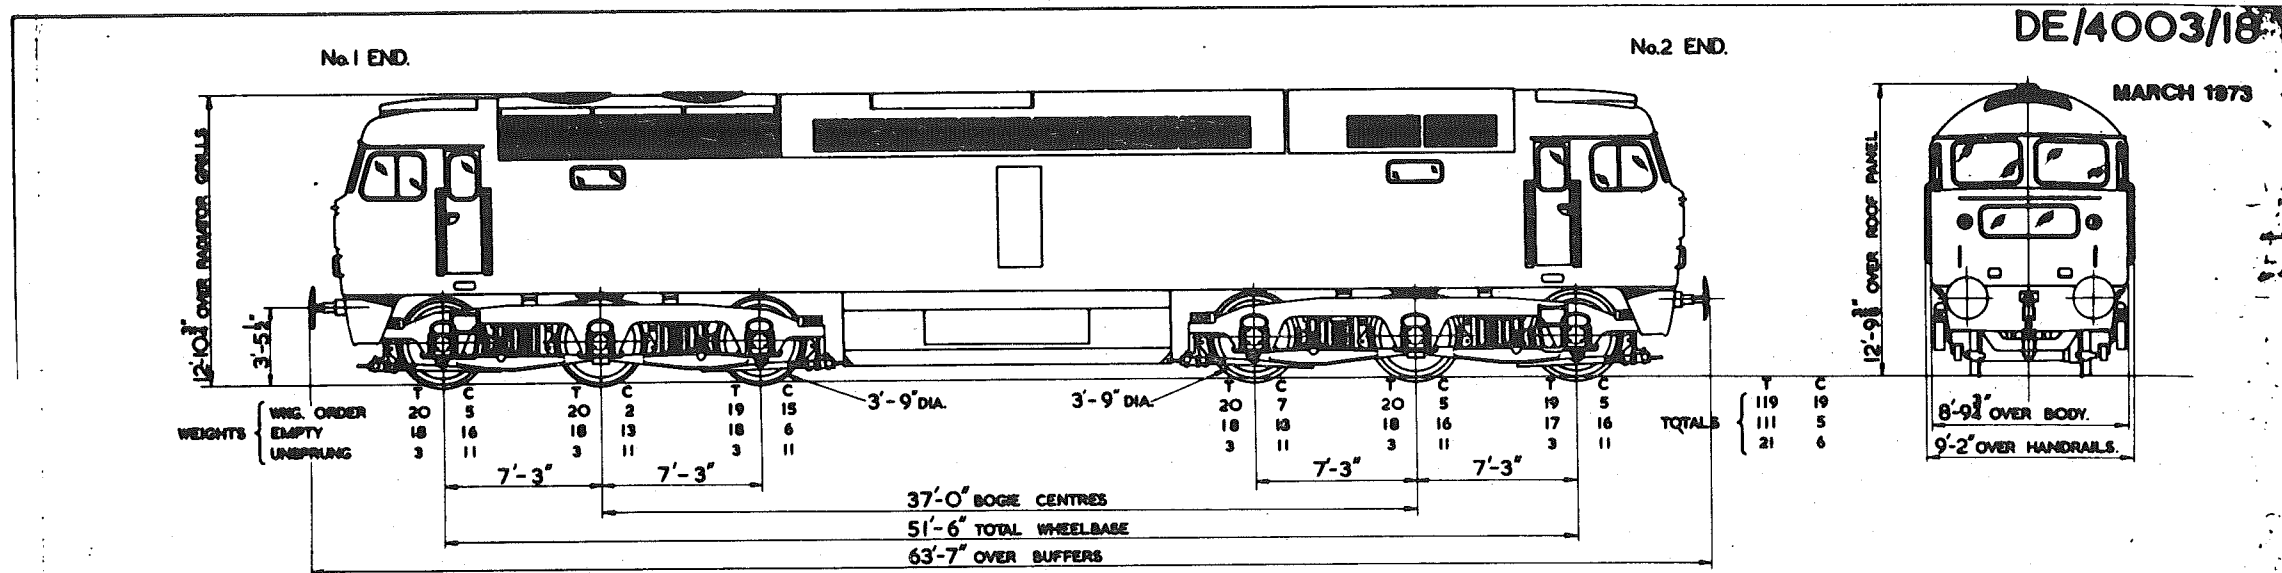 DE/4003/18
No.1 END.
No.2 END.
MARCH 1973
12'-10¾" OVER RADIATOR GRILLS
3'-5½"
12'-9⅜" OVER ROOF PANEL
3'-9" DIA.
3'-9" DIA.
T C T C T C T C T C T C T C
WEIGHTS { WKG. ORDER 20 5 20 2 19 15 20 7 20 5 19 5 TOTALS { 119 19
EMPTY 18 16 18 13 18 6 18 13 18 16 17 16 111 5
UNSPRUNG 3 11 3 11 3 11 3 11 3 11 3 11 21 6
8'-9¾" OVER BODY.
9'-2" OVER HANDRAILS.
7'-3" 7'-3" 7'-3" 7'-3"
37'-0" BOGIE CENTRES
51'-6" TOTAL WHEELBASE
63'-7" OVER BUFFERS